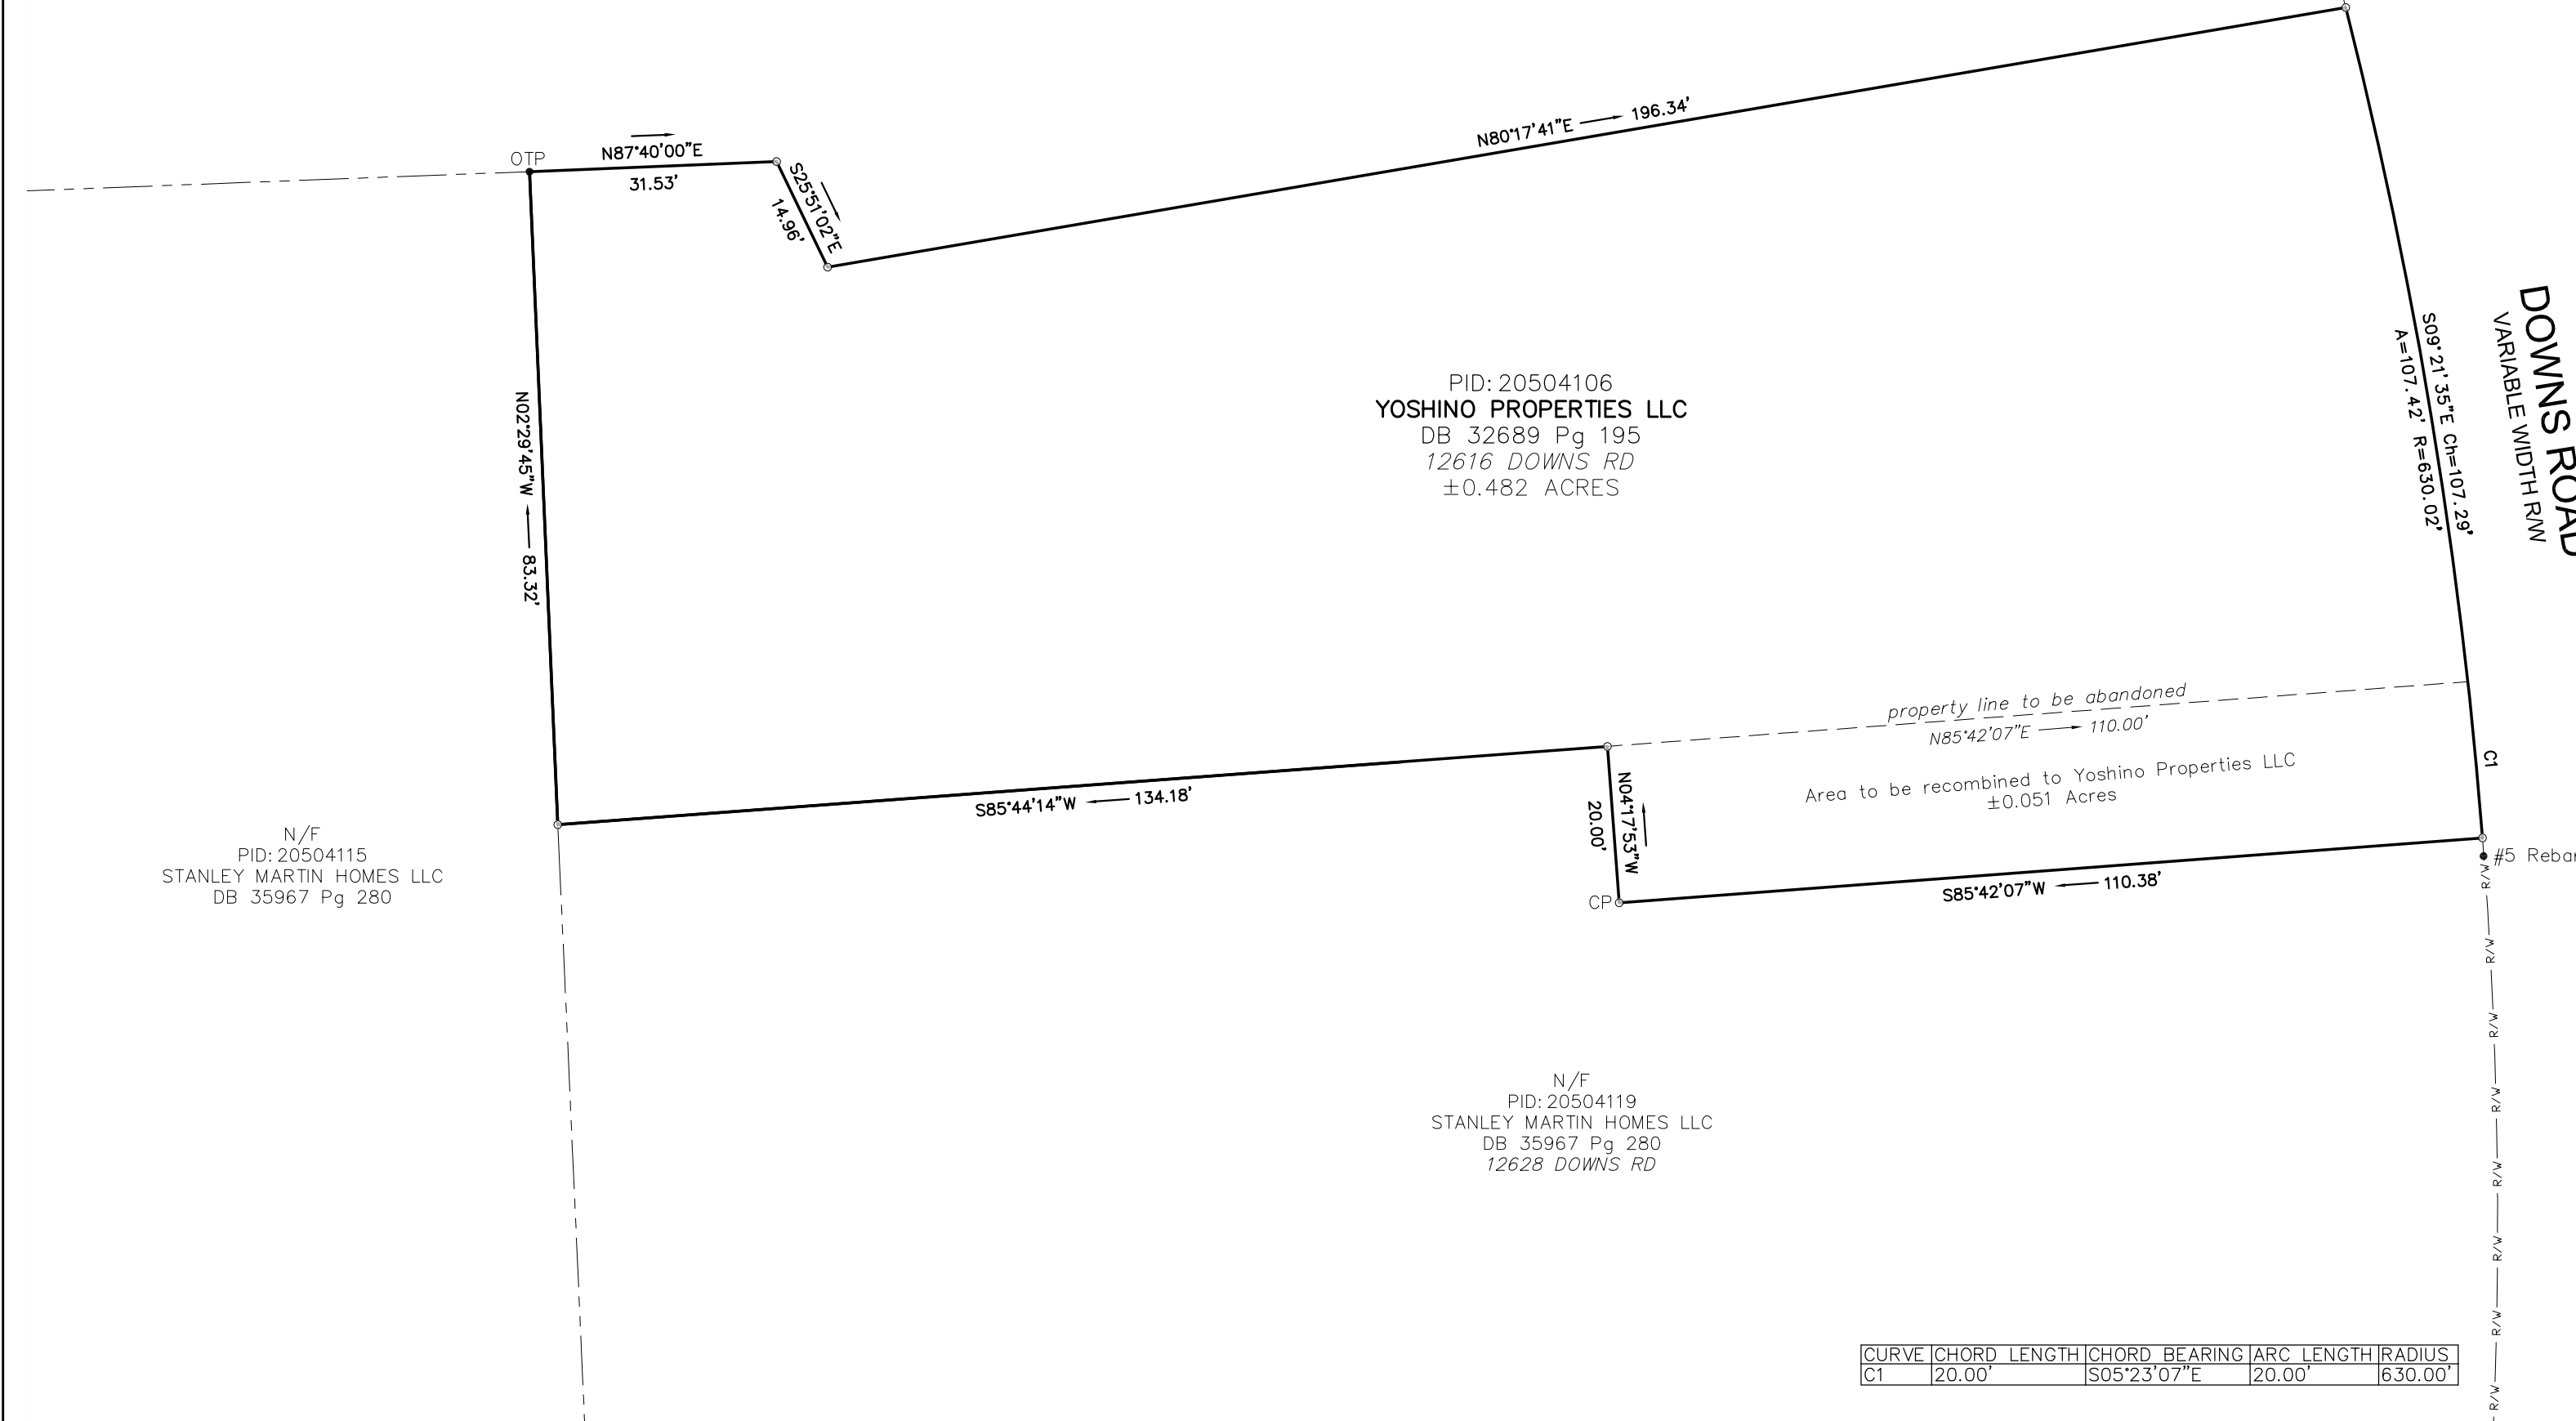 OTP
N87°40'00"E
31.53'
S25°51'02"E
14.96'
N80°17'41"E 196.34'
N02°29'45"W 83.32'
PID: 20504106
YOSHINO PROPERTIES LLC
DB 32689 Pg 195
12616 DOWNS RD
±0.482 ACRES
S09°21'35"E Ch=107.29'
A=107.42' R=630.02'
DOWNS ROAD
VARIABLE WIDTH R/W
property line to be abandoned
N85°42'07"E 110.00'
C1
Area to be recombined to Yoshino Properties LLC
±0.051 Acres
S85°44'14"W 134.18'
N04°17'53"W
20.00'
CP
S85°42'07"W 110.38'
#5 Rebar
N/F
PID: 20504115
STANLEY MARTIN HOMES LLC
DB 35967 Pg 280
N/F
PID: 20504119
STANLEY MARTIN HOMES LLC
DB 35967 Pg 280
12628 DOWNS RD
R/W
R/W
R/W
R/W
R/W
R/W
R/W
R/W
CURVE CHORD LENGTH CHORD BEARING ARC LENGTH RADIUS
C1 20.00' S05°23'07"E 20.00' 630.00'